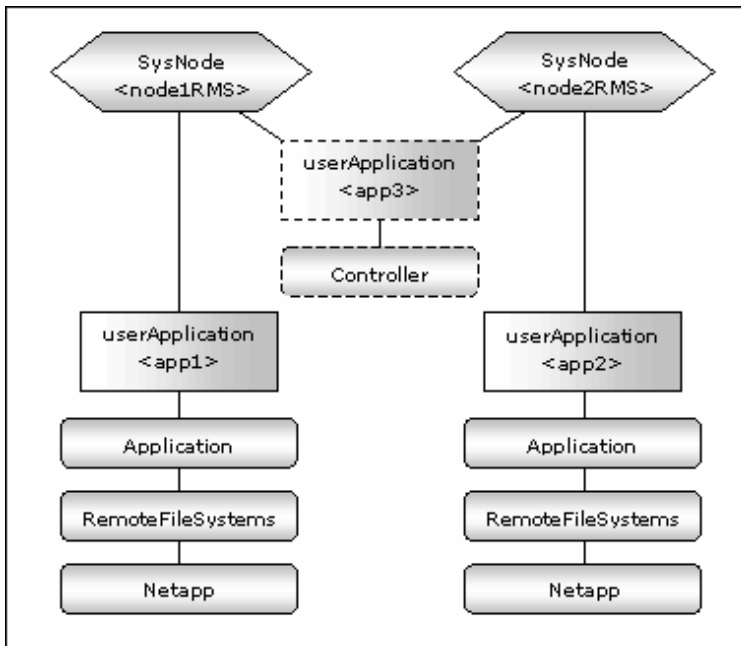 SysNode
<node1RMS>
SysNode
<node2RMS>
userApplication
<app3>
Controller
userApplication
<app1>
userApplication
<app2>
Application
Application
RemoteFileSystems
RemoteFileSystems
Netapp
Netapp